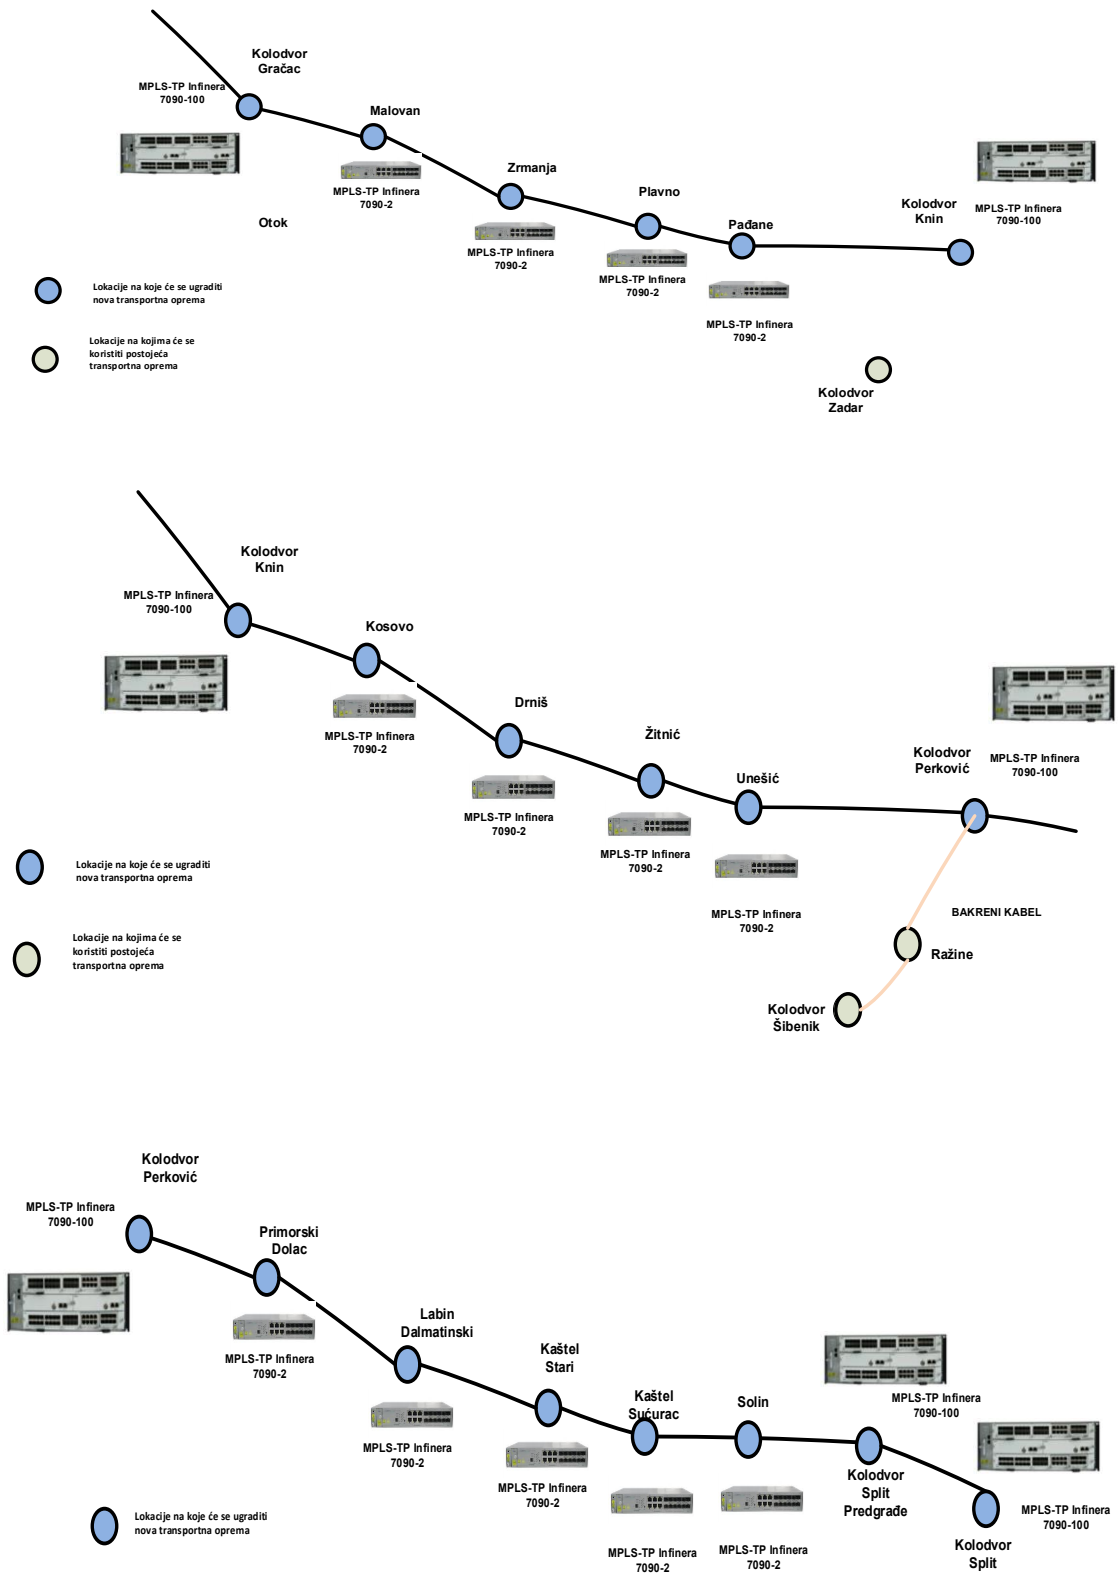 Kolodvor
Gračac
MPLS-TP Infinera
7090-100
Malovan
MPLS-TP Infinera
7090-2
Otok
Zrmanja
MPLS-TP Infinera
7090-2
Plavno
MPLS-TP Infinera
7090-2
Pađane
MPLS-TP Infinera
7090-2
Kolodvor
Knin
MPLS-TP Infinera
7090-100
Lokacije na koje će se ugraditi
nova transportna oprema
Lokacije na kojima će se
koristiti postojeća
transportna oprema
Kolodvor
Zadar
Kolodvor
Knin
MPLS-TP Infinera
7090-100
Kosovo
MPLS-TP Infinera
7090-2
Drniš
MPLS-TP Infinera
7090-2
Žitnić
MPLS-TP Infinera
7090-2
Unešić
MPLS-TP Infinera
7090-2
Kolodvor
Perković
MPLS-TP Infinera
7090-100
Lokacije na koje će se ugraditi
nova transportna oprema
Lokacije na kojima će se
koristiti postojeća
transportna oprema
BAKRENI KABEL
Ražine
Kolodvor
Šibenik
Kolodvor
Perković
MPLS-TP Infinera
7090-100
Primorski
Dolac
MPLS-TP Infinera
7090-2
Labin
Dalmatinski
MPLS-TP Infinera
7090-2
Kaštel
Stari
MPLS-TP Infinera
7090-2
Kaštel
Sućurac
MPLS-TP Infinera
7090-2
Solin
MPLS-TP Infinera
7090-2
MPLS-TP Infinera
7090-100
Kolodvor
Split
Predgrađe
MPLS-TP Infinera
7090-100
Kolodvor
Split
Lokacije na koje će se ugraditi
nova transportna oprema